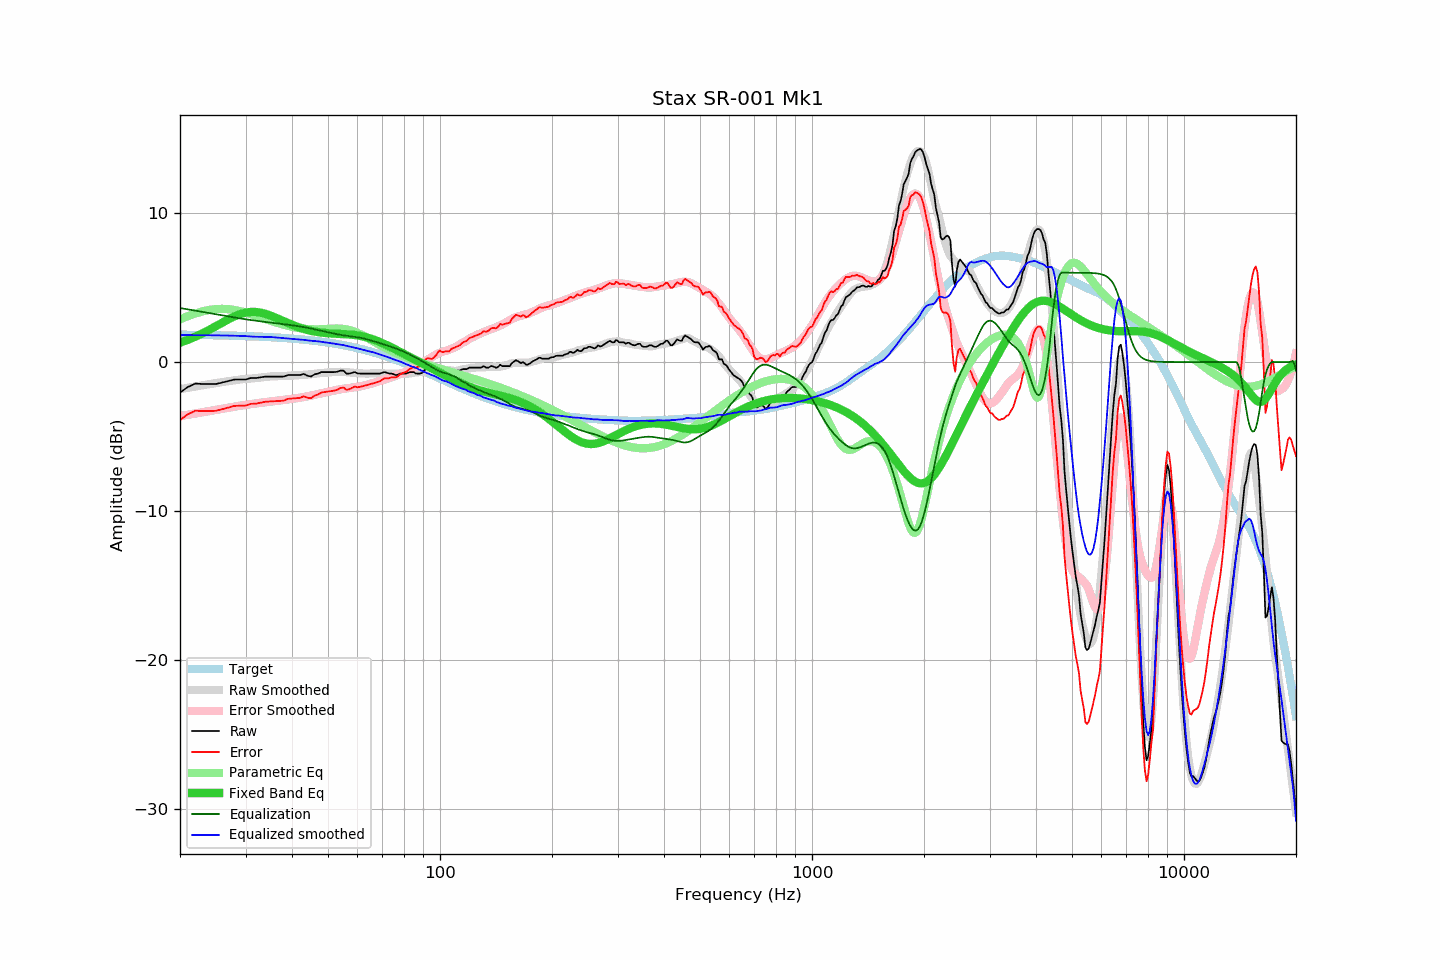 Stax SR-001 Mk1
10
0
−10
−20
−30
Amplitude (dBr)
Target
Raw Smoothed
Error Smoothed
Raw
Error
Parametric Eq
Fixed Band Eq
Equalization
Equalized smoothed
100
1000
10000
Frequency (Hz)